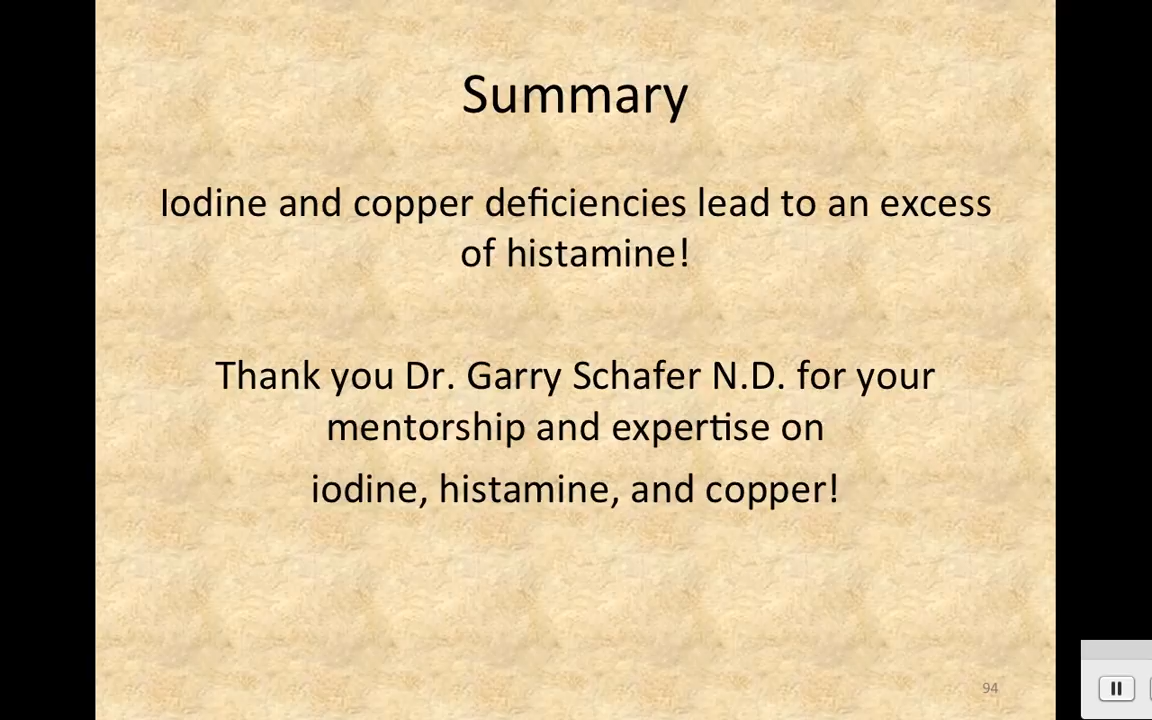 Summary
Iodine and copper deficiencies lead to an excess
of histamine!
Thank you Dr. Garry Schafer N.D. for your
mentorship and expertise on
iodine, histamine, and copper!
94